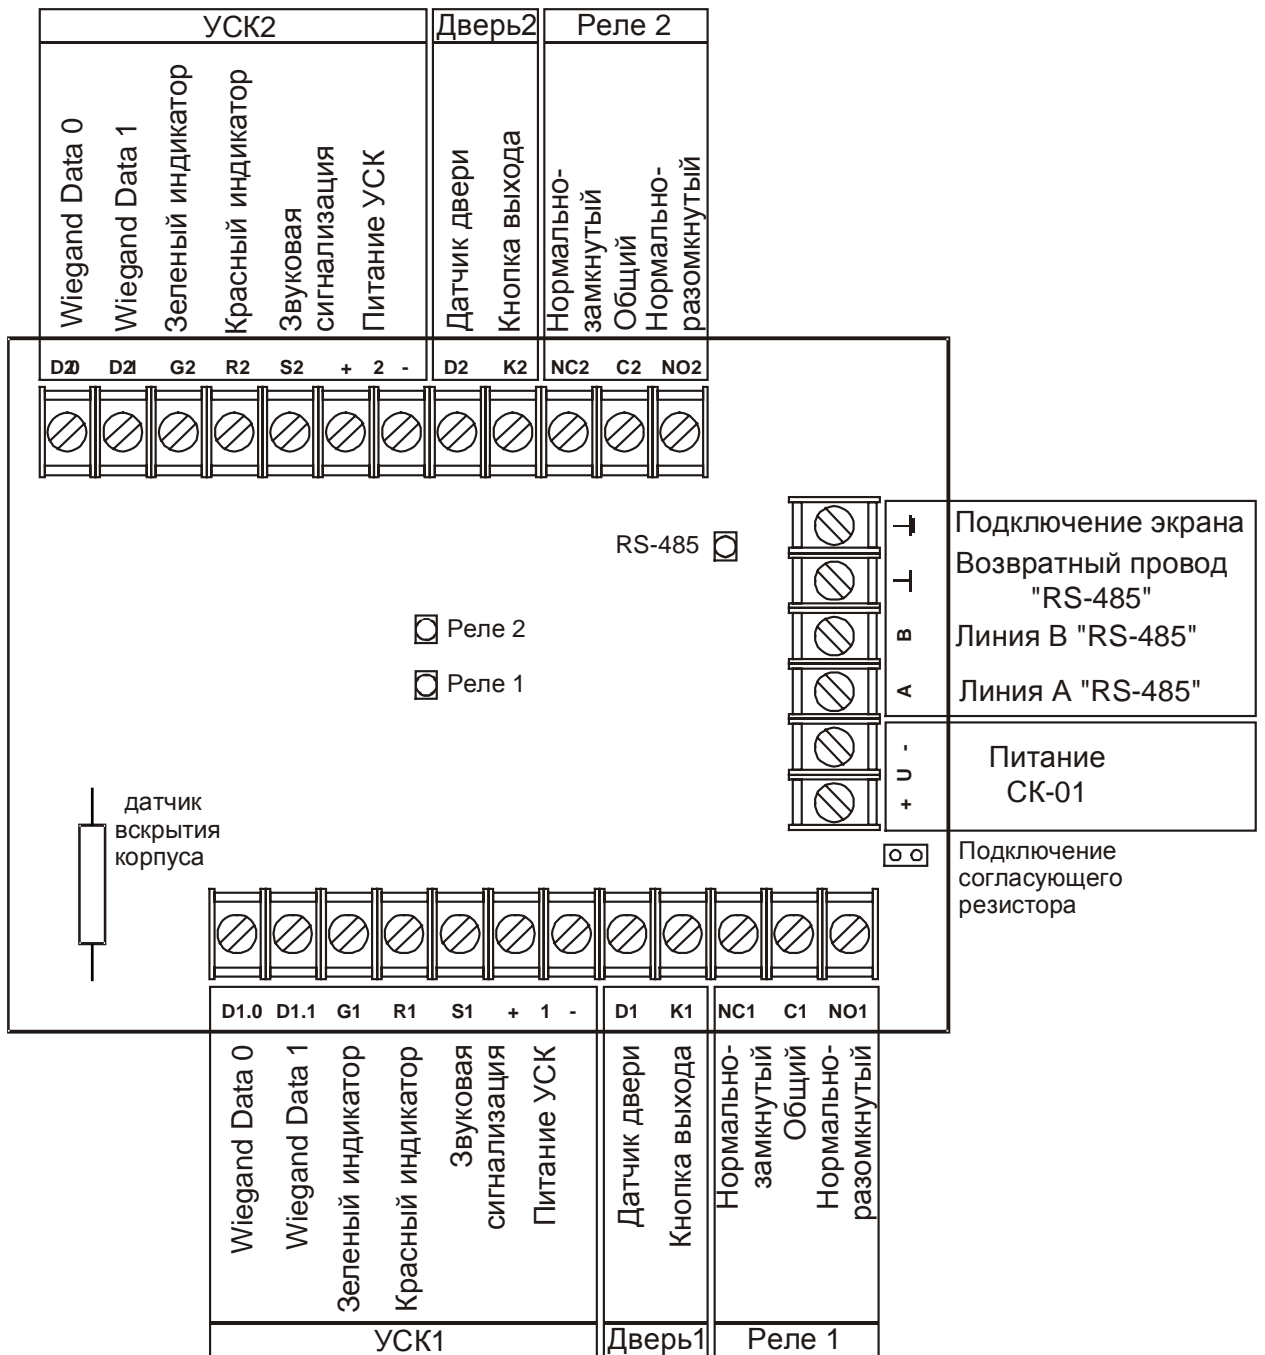 УСК2
Дверь2
Реле 2
Wiegand Data 0
Wiegand Data 1
Зеленый индикатор
Красный индикатор
Звуковая
сигнализация
Питание УСК
Датчик двери
Кнопка выхода
Нормально-
замкнутый
Общий
Нормально-
разомкнутый
D20 D21 G2 R2 S2 + 2 - D2 K2 NC2 C2 NO2
RS-485
Реле 2
Реле 1
Подключение экрана
Возвратный провод
"RS-485"
B Линия B "RS-485"
A Линия A "RS-485"
+ U -
Питание
СК-01
Подключение
согласующего
резистора
датчик
вскрытия
корпуса
D1.0 D1.1 G1 R1 S1 + 1 - D1 K1 NC1 C1 NO1
Wiegand Data 0
Wiegand Data 1
Зеленый индикатор
Красный индикатор
Звуковая
сигнализация
Питание УСК
Датчик двери
Кнопка выхода
Нормально-
замкнутый
Общий
Нормально-
разомкнутый
УСК1
Дверь1
Реле 1